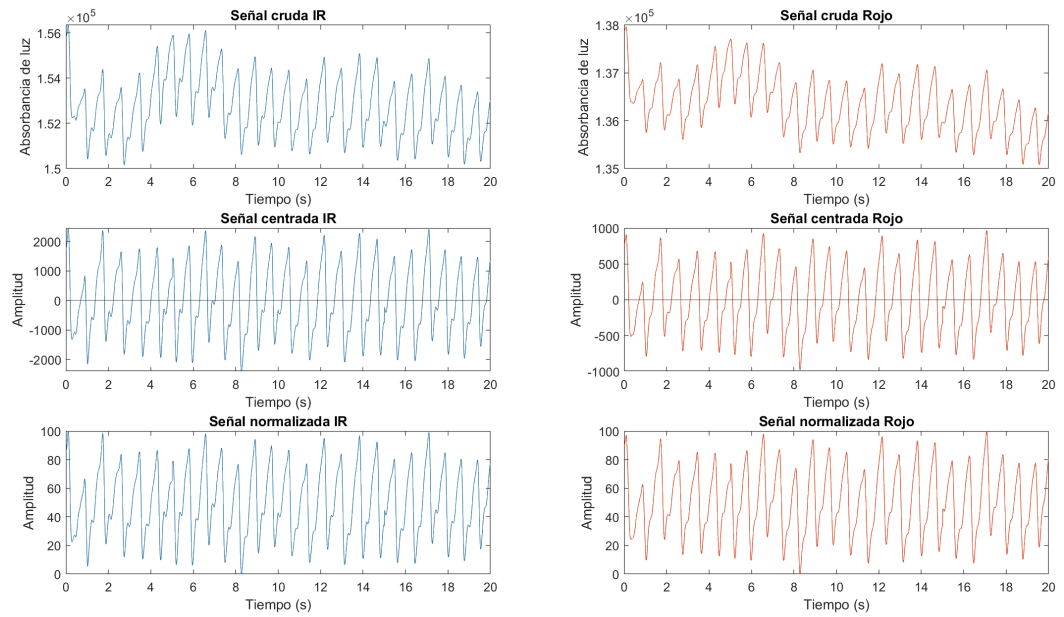 Señal cruda IR
×10⁵
1.56
1.54
1.52
1.5
Absorbancia de luz
0 2 4 6 8 10 12 14 16 18 20
Tiempo (s)
Señal cruda Rojo
×10⁵
1.38
1.37
1.36
1.35
Absorbancia de luz
0 2 4 6 8 10 12 14 16 18 20
Tiempo (s)
Señal centrada IR
2000
1000
0
-1000
-2000
Amplitud
0 2 4 6 8 10 12 14 16 18 20
Tiempo (s)
Señal centrada Rojo
1000
500
0
-500
-1000
Amplitud
0 2 4 6 8 10 12 14 16 18 20
Tiempo (s)
Señal normalizada IR
100
80
60
40
20
0
Amplitud
0 2 4 6 8 10 12 14 16 18 20
Tiempo (s)
Señal normalizada Rojo
100
80
60
40
20
0
Amplitud
0 2 4 6 8 10 12 14 16 18 20
Tiempo (s)